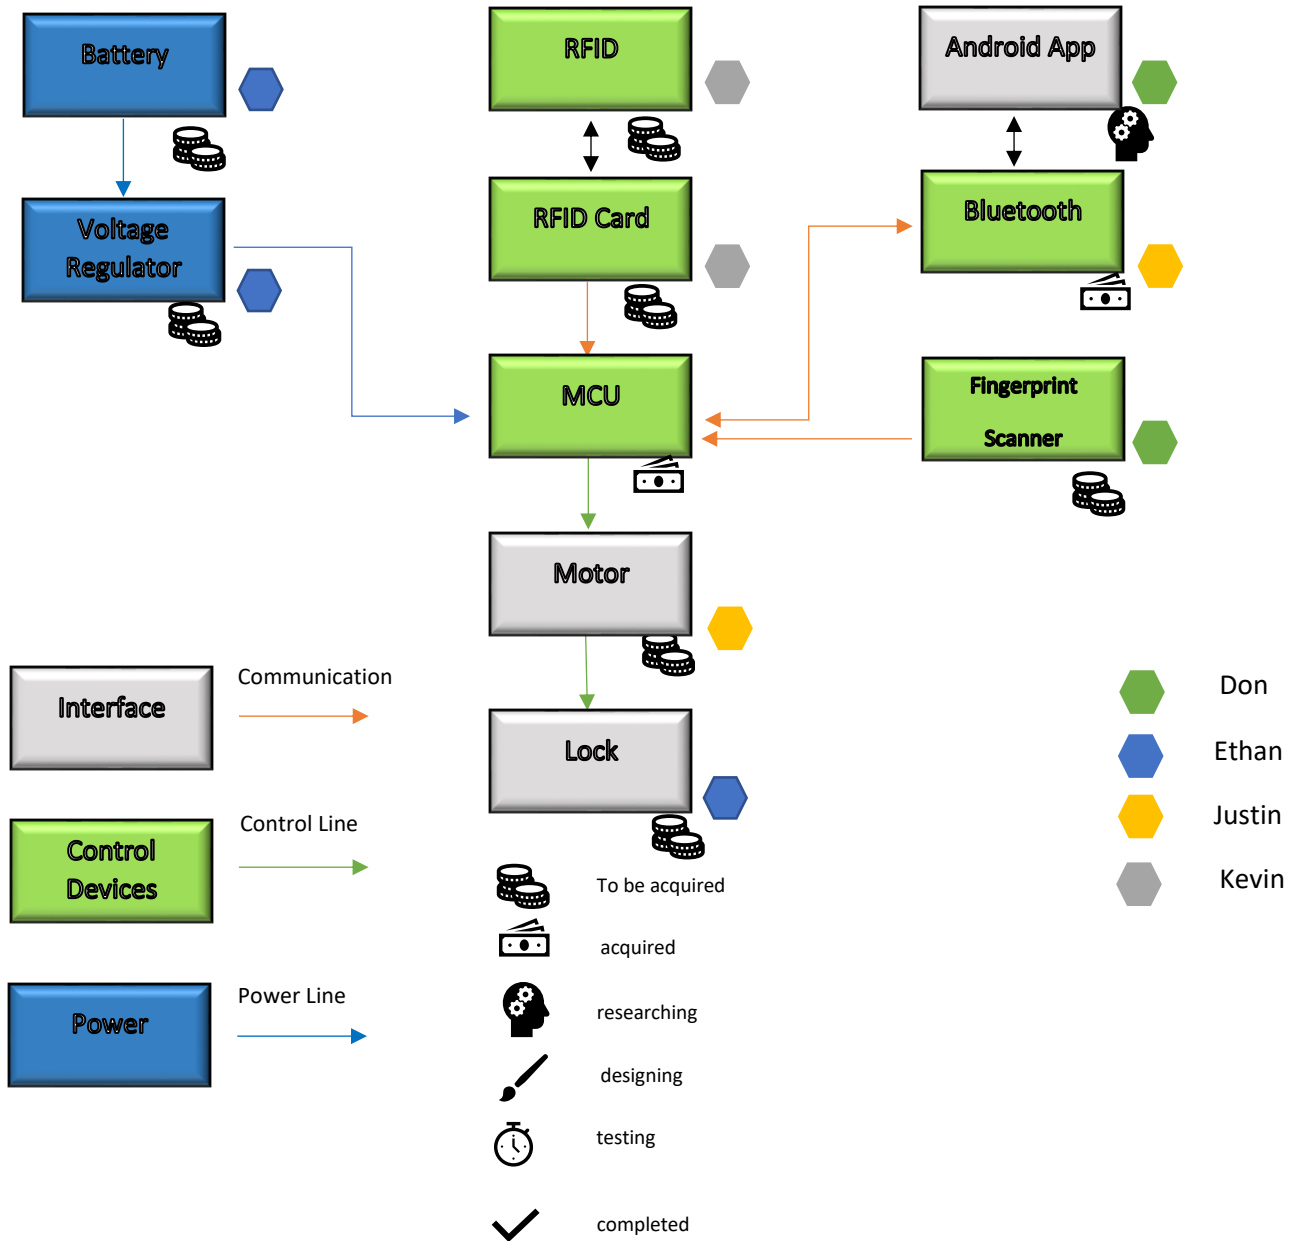 Battery
RFID
Android App
Voltage
Regulator
RFID Card
Bluetooth
MCU
Fingerprint
Scanner
Motor
Lock
Interface
Communication
Control
Devices
Control Line
Power
Power Line
To be acquired
acquired
researching
designing
testing
completed
Don
Ethan
Justin
Kevin